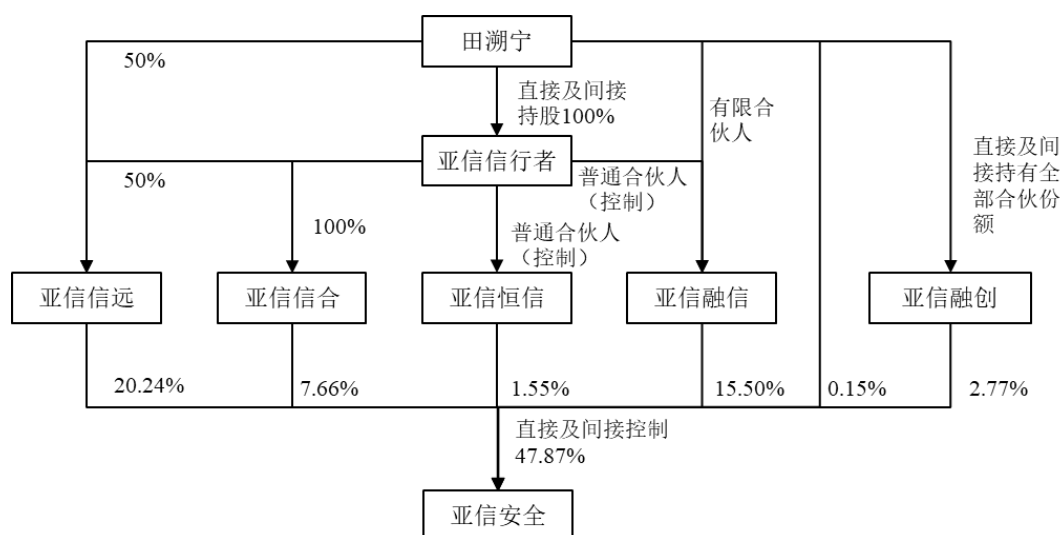 田溯宁
50%
直接及间接
持股100%
有限合
伙人
直接及间
接持有全
部合伙份
额
亚信信行者
50%
100%
普通合伙人
（控制）
普通合伙人
（控制）
亚信信远
亚信信合
亚信恒信
亚信融信
亚信融创
20.24%
7.66%
1.55%
15.50%
0.15%
2.77%
直接及间接控制
47.87%
亚信安全